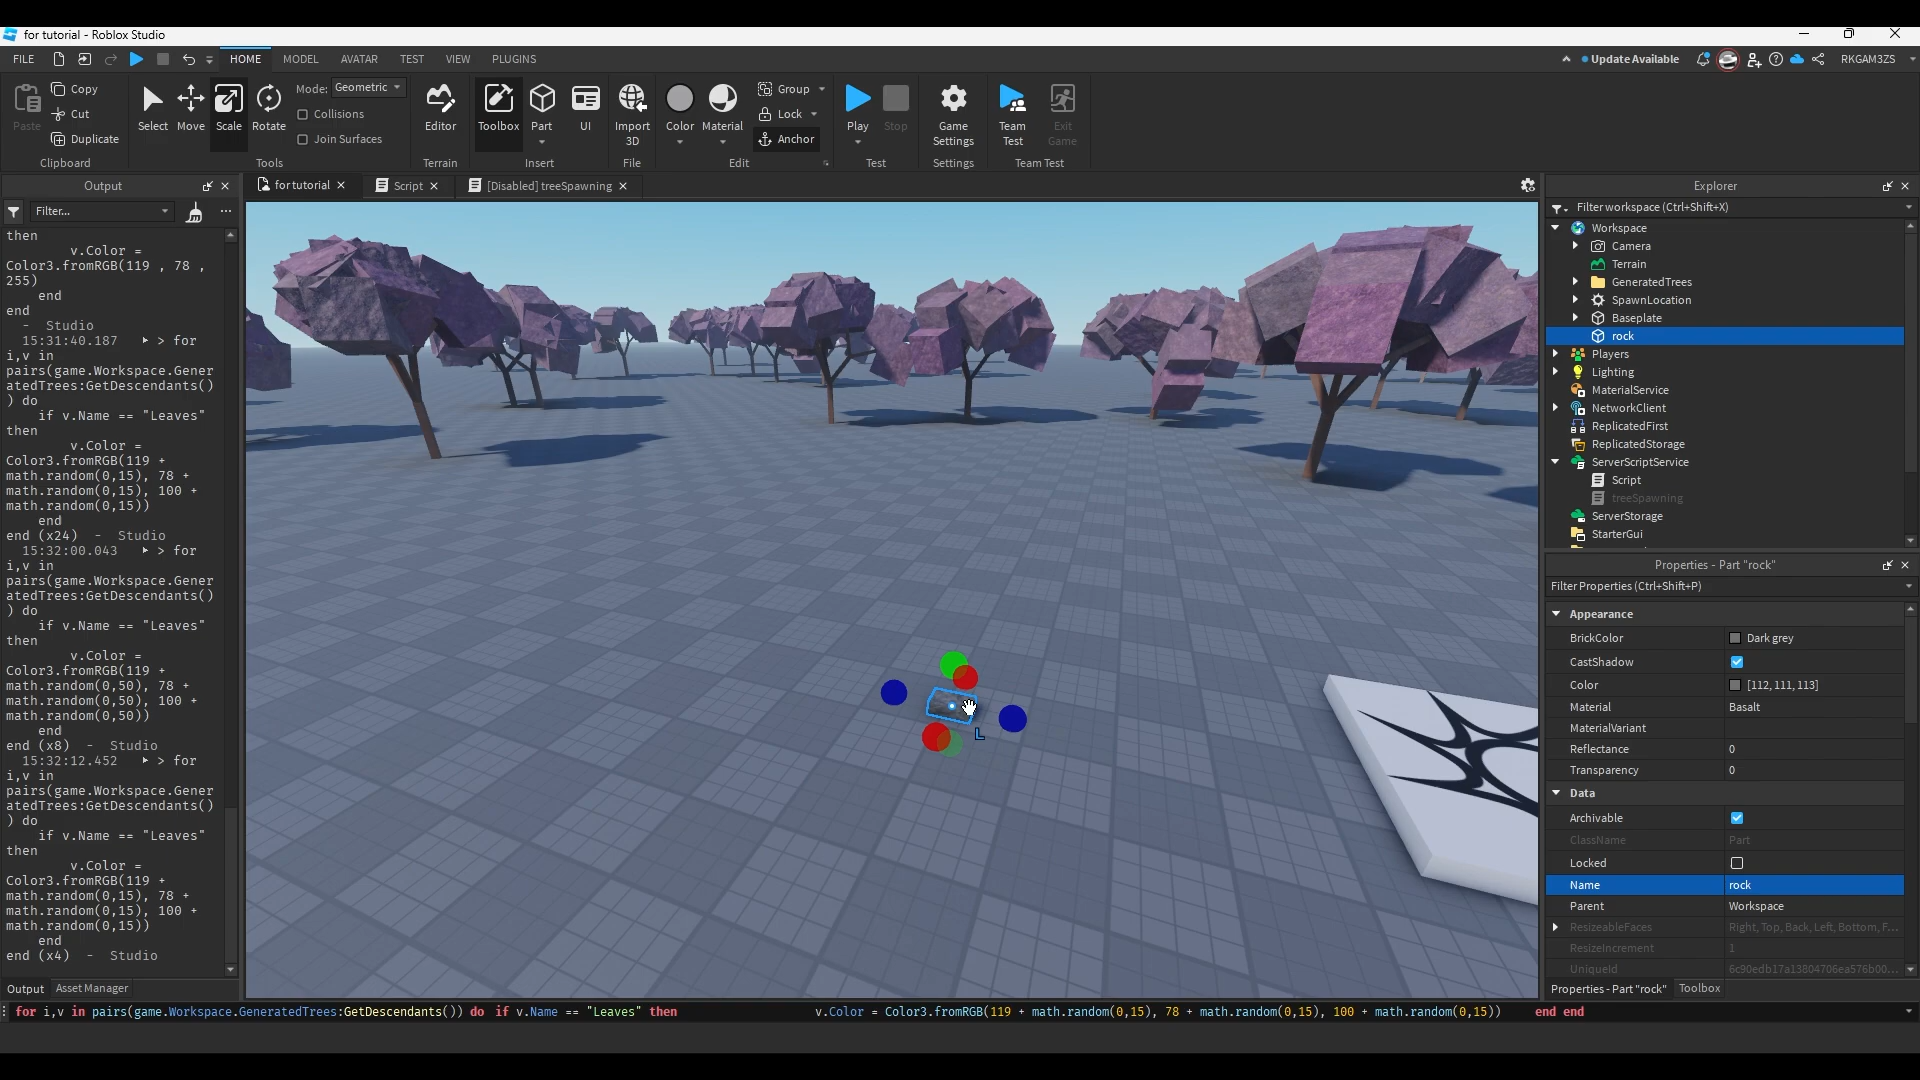 for tutorial - Roblox Studio
FILE HOME MODEL AVATAR TEST VIEW PLUGINS Update Available RKGAM3ZS
Paste Copy Cut Duplicate
Clipboard
Select Move Scale Rotate Mode: Geometric
Collisions
Join Surfaces
Tools
Editor
Terrain
Toolbox Part UI
Insert
Import
3D
File
Color Material Group Lock Anchor
Edit
Play Stop
Test
Game
Settings
Settings
Team
Test
Exit
Game
Team Test
Output
Filter...
for tutorial Script [Disabled] treeSpawning
then
v.Color =
Color3.fromRGB(119 , 78 ,
255)
end
end
- Studio
15:31:40.187 > for
i,v in
pairs(game.Workspace.Gener
atedTrees:GetDescendants()
) do
if v.Name == "Leaves"
then
v.Color =
Color3.fromRGB(119 +
math.random(0,15), 78 +
math.random(0,15), 100 +
math.random(0,15))
end
end (x24) - Studio
15:32:00.043 > for
i,v in
pairs(game.Workspace.Gener
atedTrees:GetDescendants()
) do
if v.Name == "Leaves"
then
v.Color =
Color3.fromRGB(119 +
math.random(0,50), 78 +
math.random(0,50), 100 +
math.random(0,50))
end
end (x8) - Studio
15:32:12.452 > for
i,v in
pairs(game.Workspace.Gener
atedTrees:GetDescendants()
) do
if v.Name == "Leaves"
then
v.Color =
Color3.fromRGB(119 +
math.random(0,15), 78 +
math.random(0,15), 100 +
math.random(0,15))
end
end (x4) - Studio
Output Asset Manager
L
Explorer
Filter workspace (Ctrl+Shift+X)
Workspace
Camera
Terrain
GeneratedTrees
SpawnLocation
Baseplate
rock
Players
Lighting
MaterialService
NetworkClient
ReplicatedFirst
ReplicatedStorage
ServerScriptService
Script
treeSpawning
ServerStorage
StarterGui
Properties - Part "rock"
Filter Properties (Ctrl+Shift+P)
Appearance
BrickColor Dark grey
CastShadow
Color [112, 111, 113]
Material Basalt
MaterialVariant
Reflectance 0
Transparency 0
Data
Archivable
ClassName Part
Locked
Name rock
Parent Workspace
ResizeableFaces Right, Top, Back, Left, Bottom, F...
ResizeIncrement 1
UniqueId 6c90edb17a13804706ea576b00...
Properties - Part "rock" Toolbox
for i,v in pairs(game.Workspace.GeneratedTrees:GetDescendants()) do if v.Name == "Leaves" then v.Color = Color3.fromRGB(119 + math.random(0,15), 78 + math.random(0,15), 100 + math.random(0,15)) end end